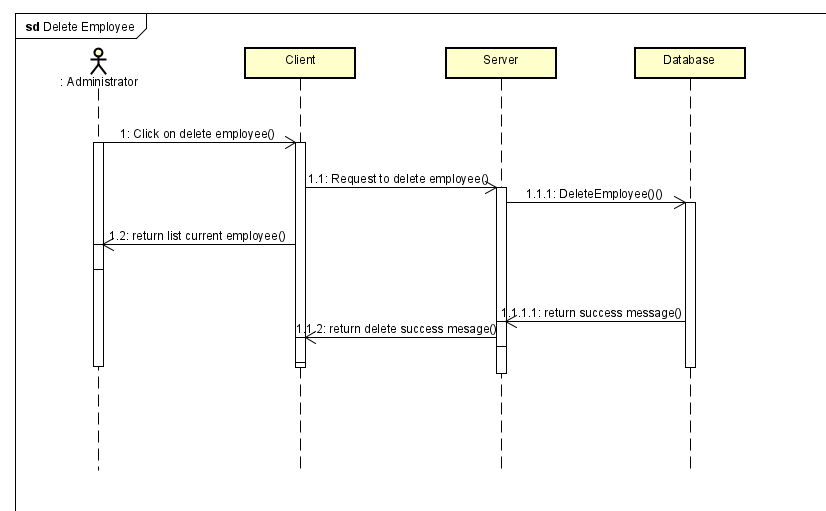 sd Delete Employee
: Administrator
Client
Server
Database
1: Click on delete employee()
1.1: Request to delete employee()
1.1.1: DeleteEmployee()()
1.2: return list current employee()
1.1.1.1: return success message()
1.1.2: return delete success mesage()